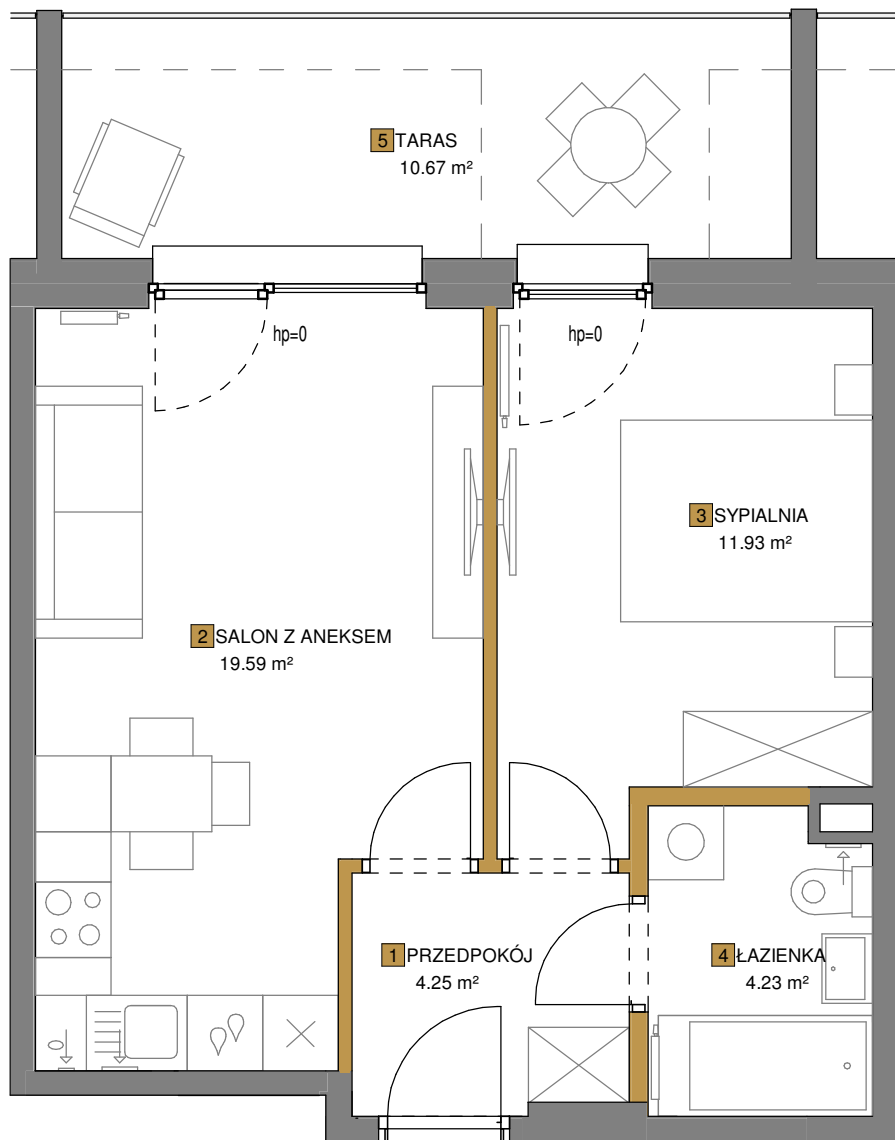 5 TARAS
10.67 m²
hp=0
hp=0
3 SYPIALNIA
11.93 m²
2 SALON Z ANEKSEM
19.59 m²
1 PRZEDPOKÓJ
4.25 m²
4 ŁAZIENKA
4.23 m²